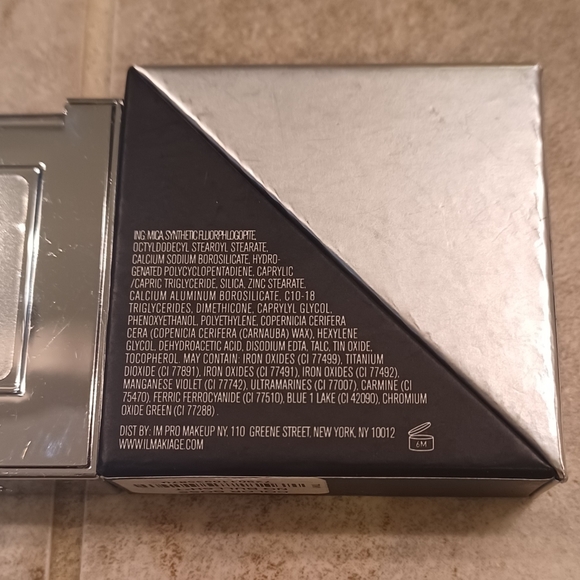 ING. MICA, SYNTHETIC FLUORPHLOGOPITE,
OCTYLDODECYL STEAROYL STEARATE,
CALCIUM SODIUM BOROSILICATE, HYDRO-
GENATED POLYCYCLOPENTADIENE, CAPRYLIC
/CAPRIC TRIGLYCERIDE, SILICA, ZINC STEARATE,
CALCIUM ALUMINUM BOROSILICATE, C10-18
TRIGLYCERIDES, DIMETHICONE, CAPRYLYL GLYCOL,
PHENOXYETHANOL, POLYETHYLENE, COPERNICIA CERIFERA
CERA (COPERNICIA CERIFERA (CARNAUBA) WAX), HEXYLENE
GLYCOL, DEHYDROACETIC ACID, DISODIUM EDTA, TALC, TIN OXIDE,
TOCOPHEROL. MAY CONTAIN: IRON OXIDES (CI 77499), TITANIUM
DIOXIDE (CI 77891), IRON OXIDES (CI 77491), IRON OXIDES (CI 77492),
MANGANESE VIOLET (CI 77742), ULTRAMARINES (CI 77007), CARMINE (CI
75470), FERRIC FERROCYANIDE (CI 77510), BLUE 1 LAKE (CI 42090), CHROMIUM
OXIDE GREEN (CI 77288) .
DIST BY: IM PRO MAKEUP NY, 110 GREENE STREET, NEW YORK, NY 10012
WWW.ILMAKIAGE.COM
6M